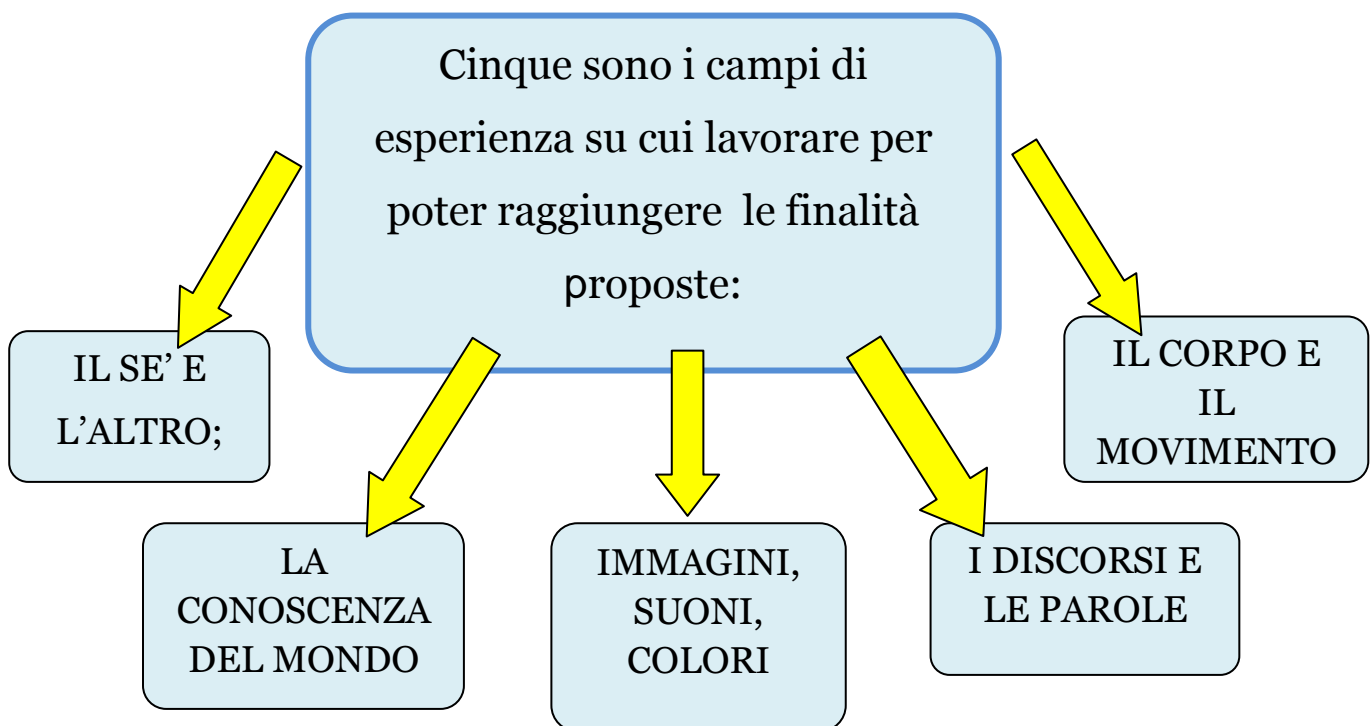 Cinque sono i campi di
esperienza su cui lavorare per
poter raggiungere le finalità
proposte:
IL SE’ E
L’ALTRO;
LA
CONOSCENZA
DEL MONDO
IMMAGINI,
SUONI,
COLORI
I DISCORSI E
LE PAROLE
IL CORPO E
IL
MOVIMENTO